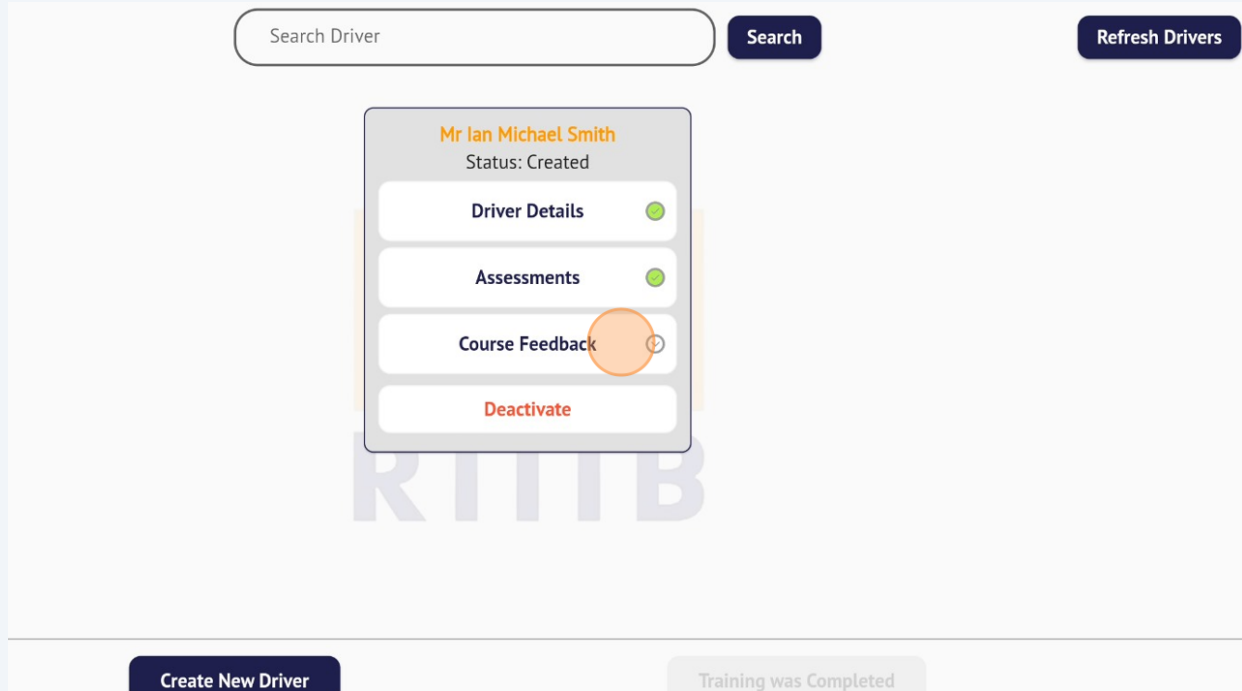 Search Driver
Search
Refresh Drivers
Mr Ian Michael Smith
Status: Created
Driver Details
Assessments
Course Feedback
Deactivate
RTITB
Create New Driver
Training was Completed